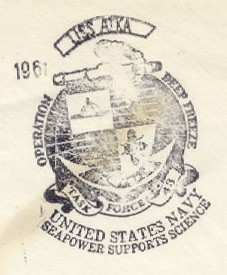 USS ATKA
1961
OPERATION DEEP FREEZE
TASK FORCE 43
UNITED STATES NAVY
SEAPOWER SUPPORTS SCIENCE